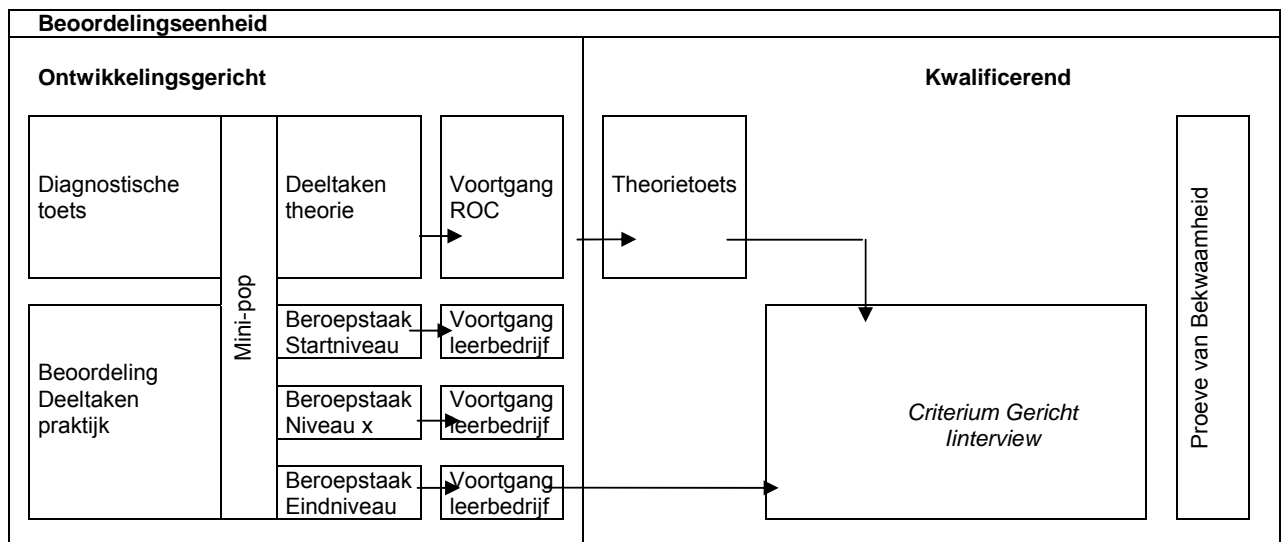 Beoordelingseenheid
Ontwikkelingsgericht
Kwalificerend
Diagnostische
toets
Mini-pop
Deeltaken
theorie
Voortgang
ROC
Theorietoets
Proeve van Bekwaamheid
Beoordeling
Deeltaken
praktijk
Beroepstaak
Startniveau
Voortgang
leerbedrijf
Beroepstaak
Niveau x
Voortgang
leerbedrijf
Beroepstaak
Eindniveau
Voortgang
leerbedrijf
Criterium Gericht
Iinterview